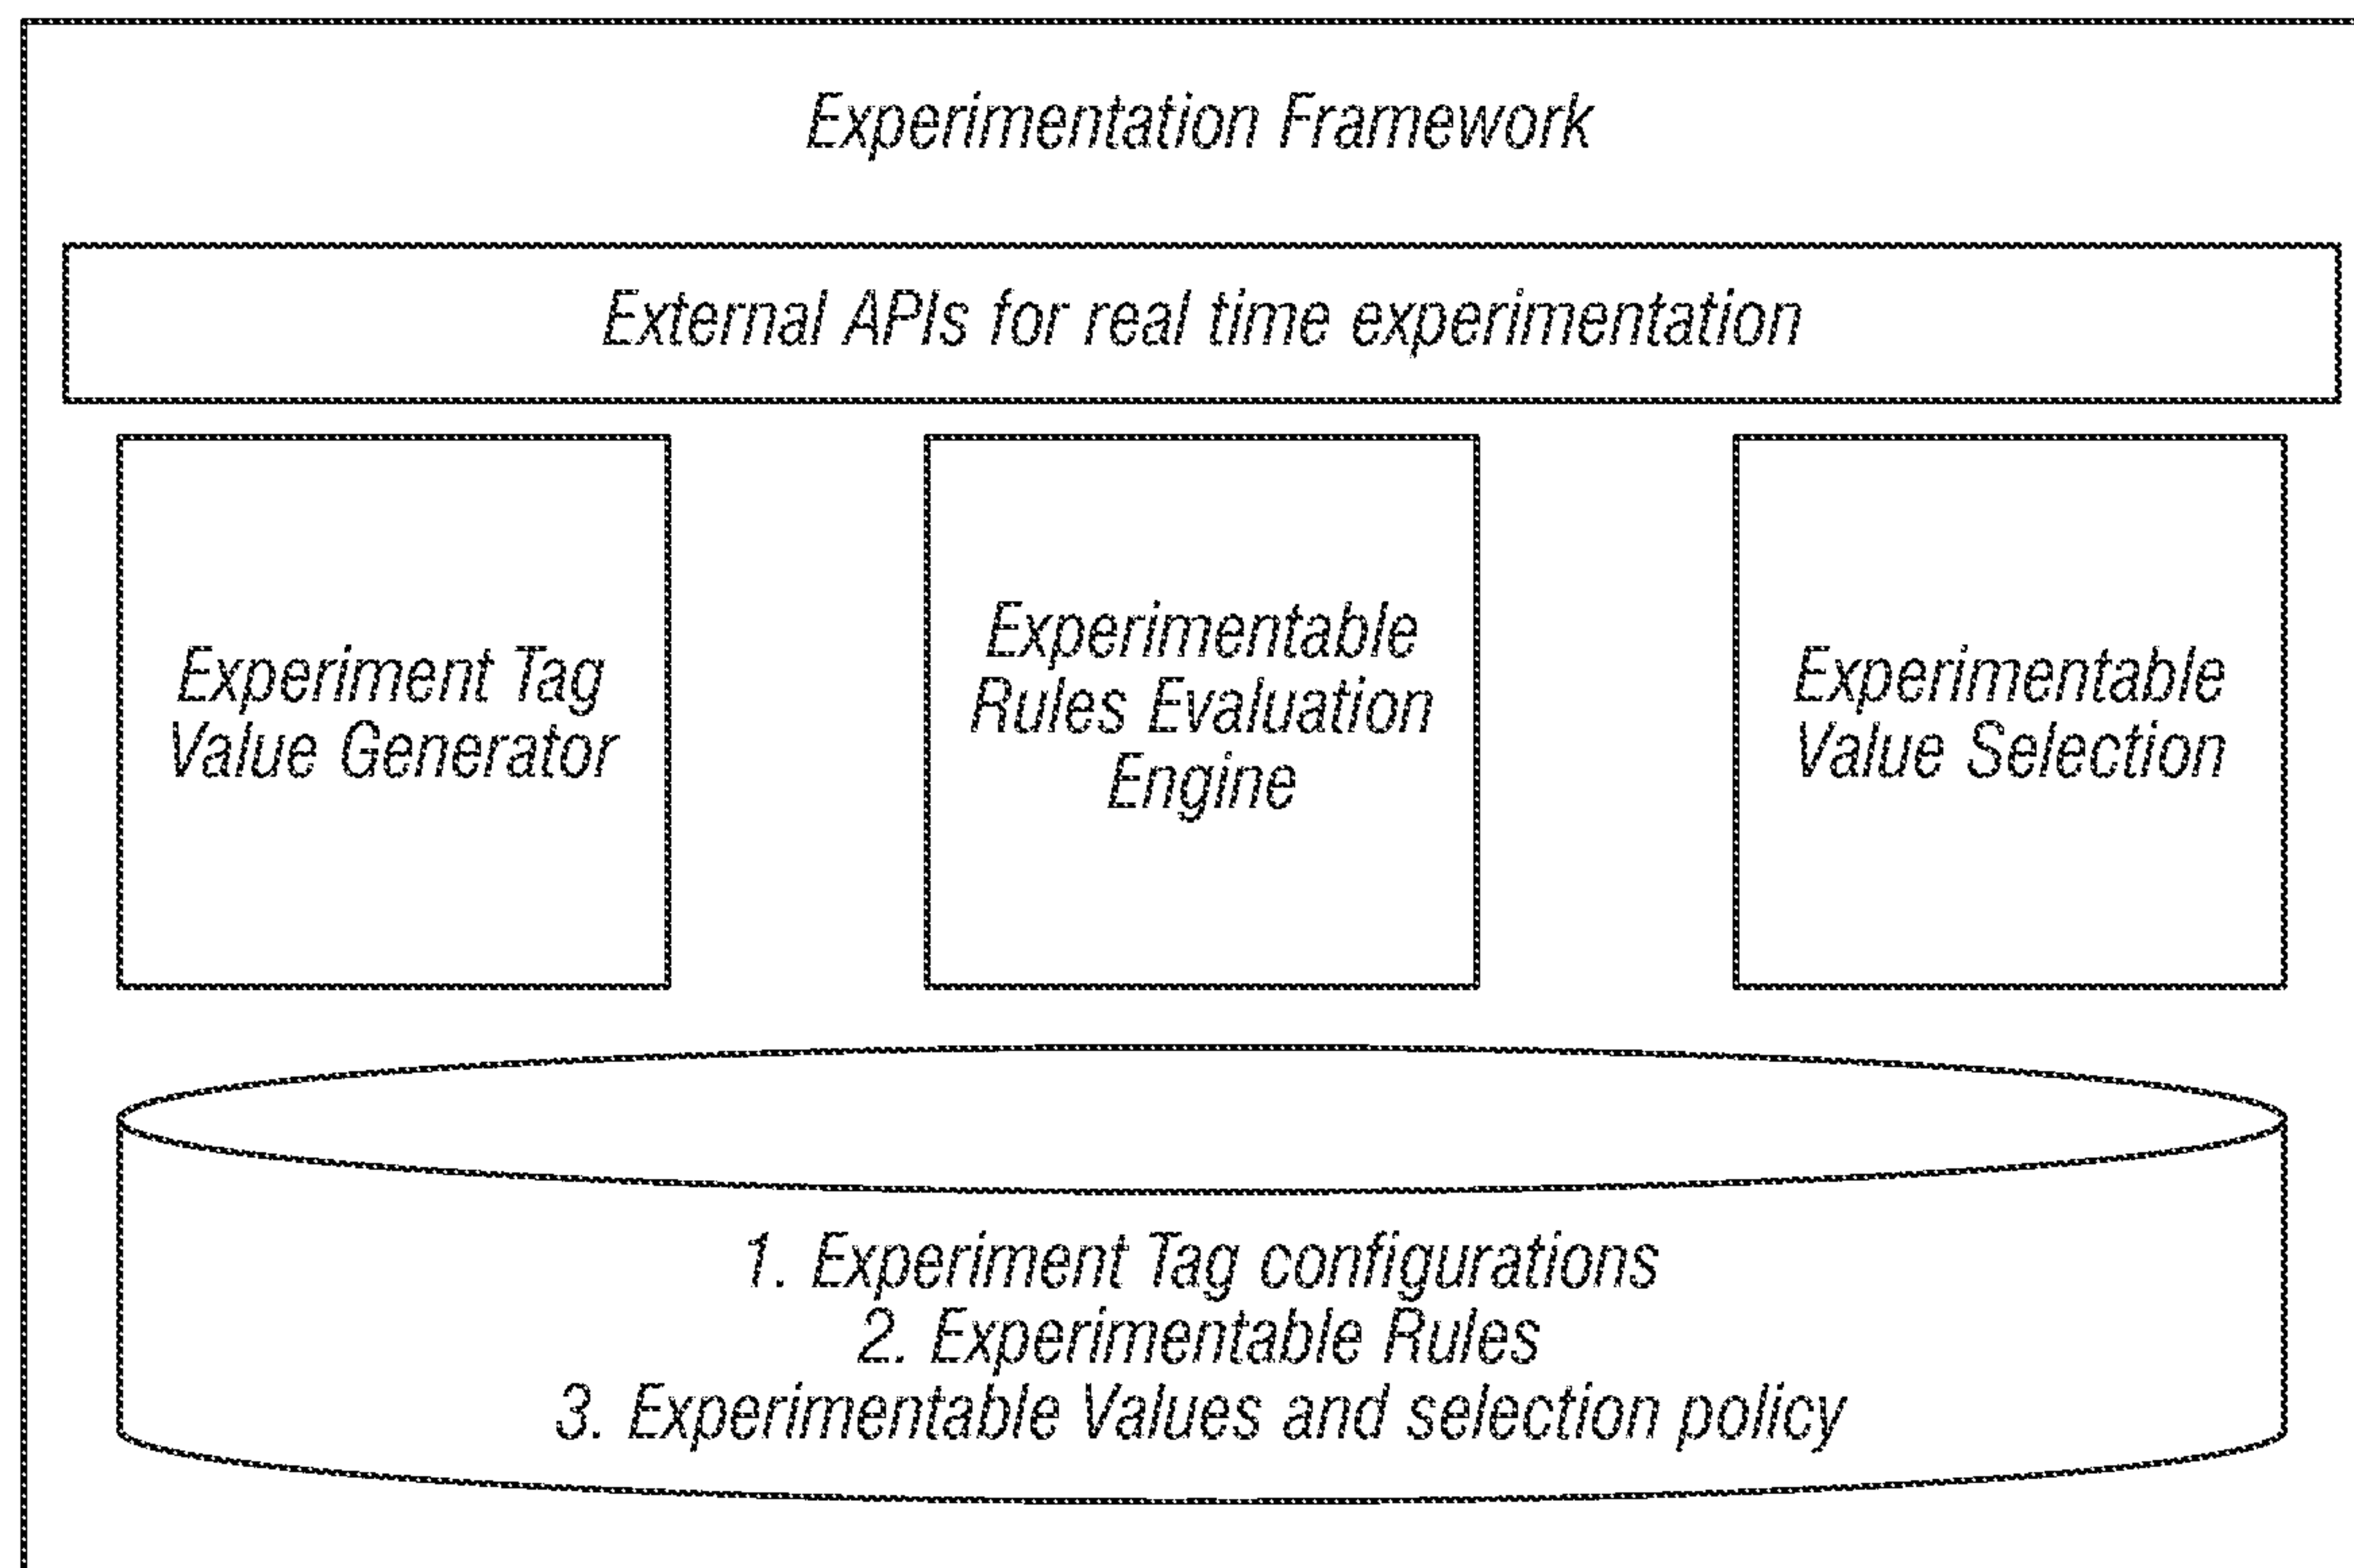 Experimentation Framework
External APIs for real time experimentation
Experiment Tag
Value Generator
Experimentable
Rules Evaluation
Engine
Experimentable
Value Selection
1. Experiment Tag configurations
2. Experimentable Rules
3. Experimentable Values and selection policy